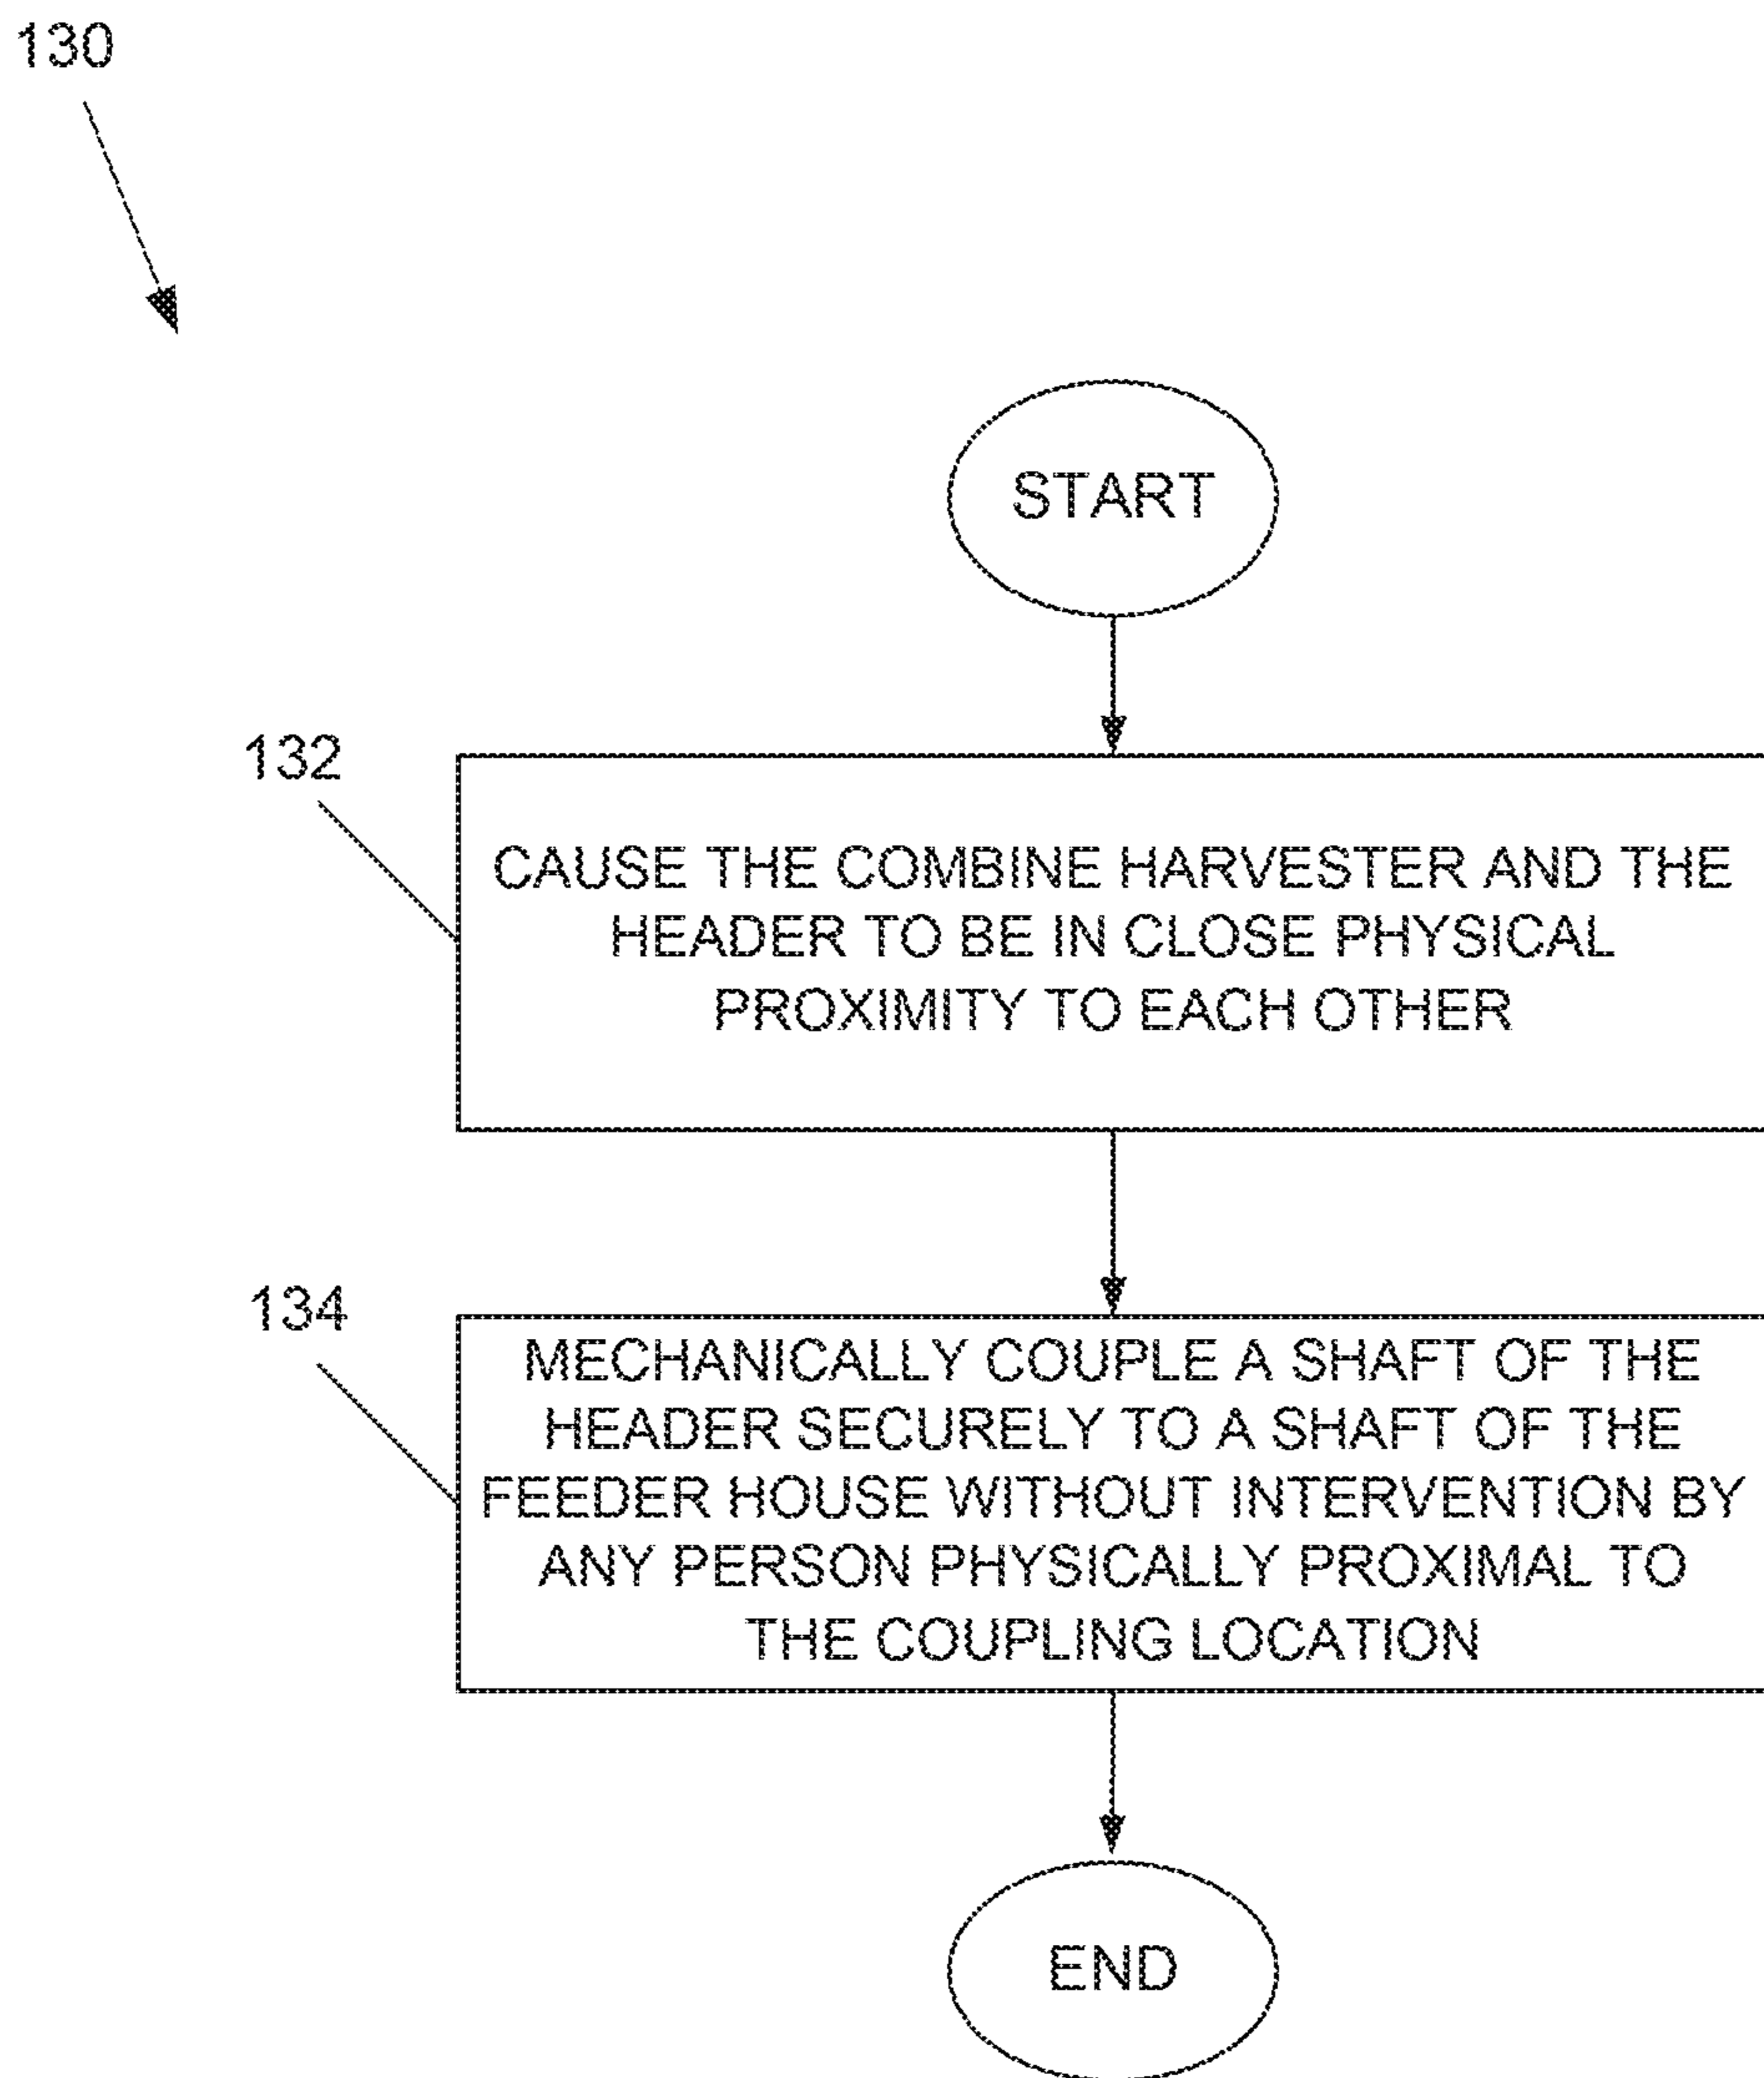 130
START
132
CAUSE THE COMBINE HARVESTER AND THE
HEADER TO BE IN CLOSE PHYSICAL
PROXIMITY TO EACH OTHER
134
MECHANICALLY COUPLE A SHAFT OF THE
HEADER SECURELY TO A SHAFT OF THE
FEEDER HOUSE WITHOUT INTERVENTION BY
ANY PERSON PHYSICALLY PROXIMAL TO
THE COUPLING LOCATION
END